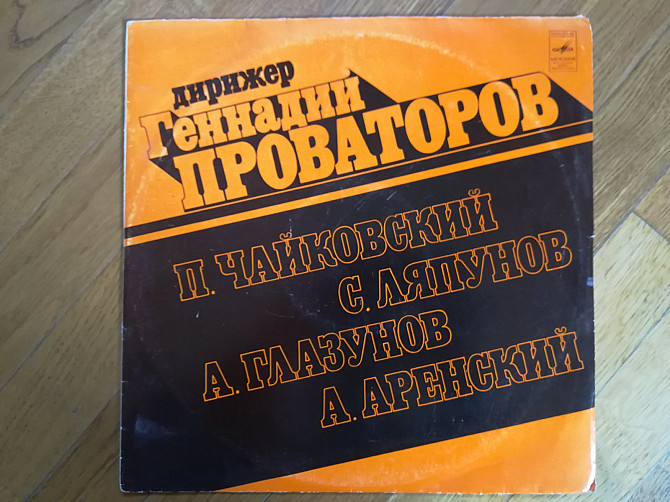 дирижер
Геннадий
ПРОВАТОРОВ
П. ЧАЙКОВСКИЙ
С. ЛЯПУНОВ
А. ГЛАЗУНОВ
А. АРЕНСКИЙ